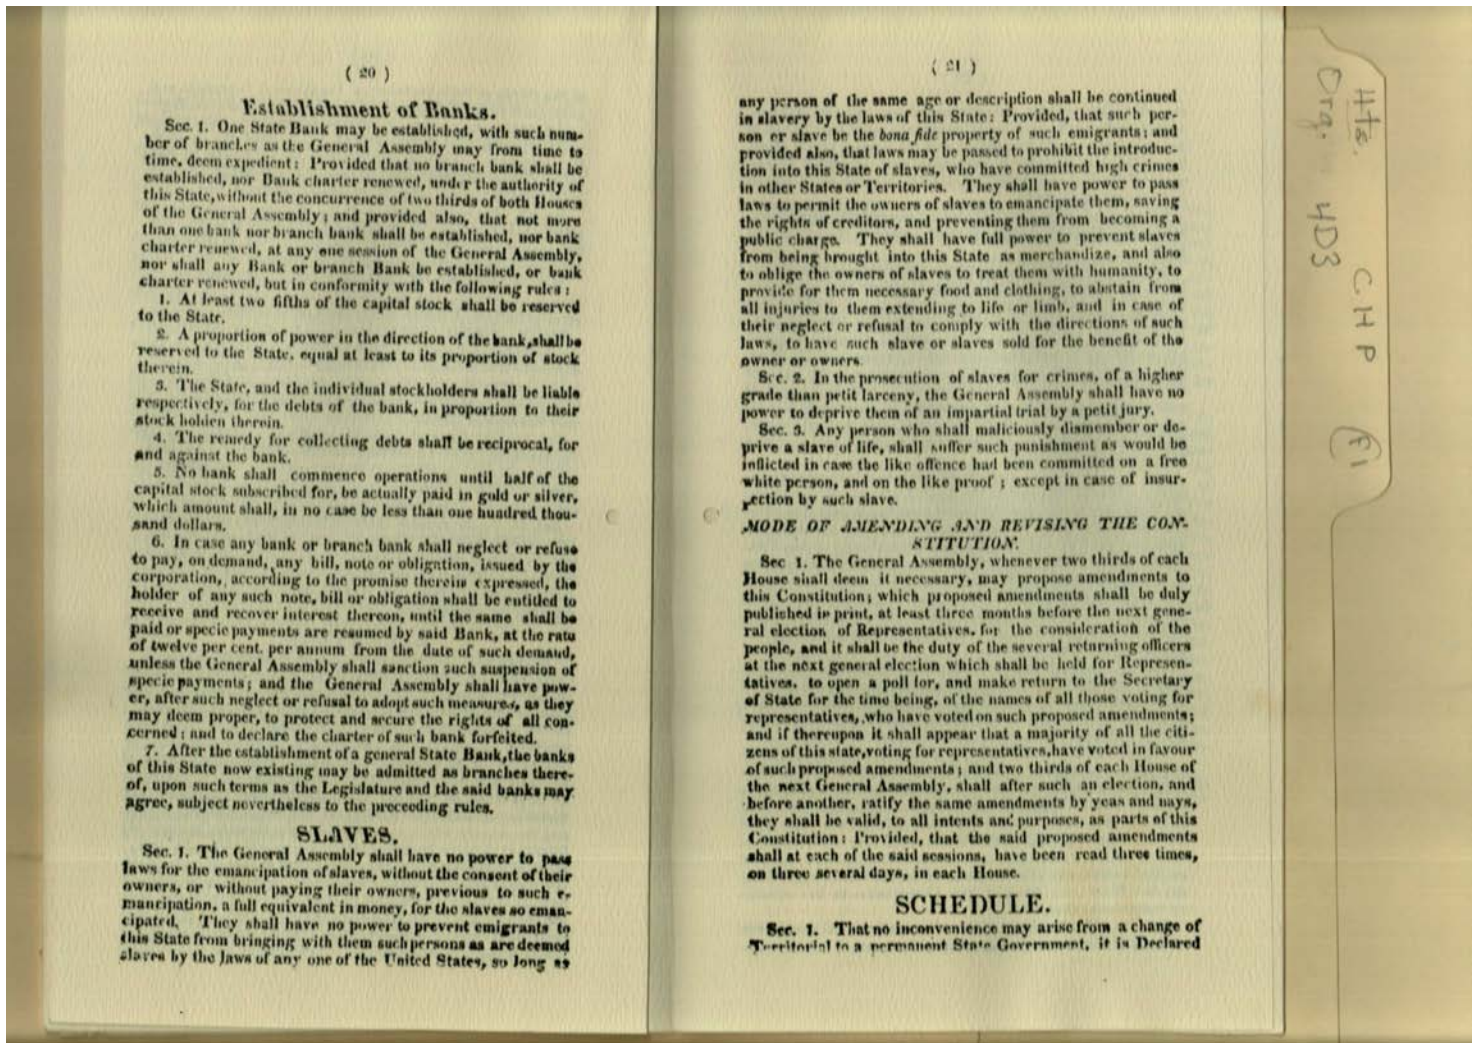 ( 20 )
Establishment of Banks.
Sec. 1. One State Bank may be established, with such num-
ber of branches as the General Assembly may from time to
time, deem expedient: Provided that no branch bank shall be
established, nor Bank charter renewed, under the authority of
this State, without the concurrence of two thirds of both Houses
of the General Assembly; and provided also, that not more
than one bank nor branch bank shall be established, nor bank
charter renewed, at any one session of the General Assembly,
nor shall any Bank or branch Bank be established, or bank
charter renewed, but in conformity with the following rules:
1. At least two fifths of the capital stock shall be reserved
to the State.
2. A proportion of power in the direction of the bank, shall be
reserved to the State, equal at least to its proportion of stock
therein.
3. The State, and the individual stockholders shall be liable
respectively, for the debts of the bank, in proportion to their
stock holden therein.
4. The remedy for collecting debts shall be reciprocal, for
and against the bank.
5. No bank shall commence operations until half of the
capital stock subscribed for, be actually paid in gold or silver,
which amount shall, in no case be less than one hundred thou-
sand dollars.
6. In case any bank or branch bank shall neglect or refuse
to pay, on demand, any bill, note or obligation, issued by the
corporation, according to the promise therein expressed, the
holder of any such note, bill or obligation shall be entitled to
receive and recover interest thereon, until the same shall be
paid or specie payments are resumed by said Bank, at the rate
of twelve per cent. per annum from the date of such demand,
unless the General Assembly shall sanction such suspension of
specie payments; and the General Assembly shall have pow-
er, after such neglect or refusal to adopt such measures, as they
may deem proper, to protect and secure the rights of all con-
cerned; and to declare the charter of such bank forfeited.
7. After the establishment of a general State Bank, the banks
of this State now existing may be admitted as branches there-
of, upon such terms as the Legislature and the said banks may
agree, subject nevertheless to the preceeding rules.
SLAVES.
Sec. 1. The General Assembly shall have no power to pass
laws for the emancipation of slaves, without the consent of their
owners, or without paying their owners, previous to such e-
mancipation, a full equivalent in money, for the slaves so eman-
cipated. They shall have no power to prevent emigrants to
this State from bringing with them such persons as are deemed
slaves by the laws of any one of the United States, so long as
( 21 )
any person of the same age or description shall be continued
in slavery by the laws of this State: Provided, that such per-
son or slave be the bona fide property of such emigrants; and
provided also, that laws may be passed to prohibit the introduc-
tion into this State of slaves, who have committed high crimes
in other States or Territories. They shall have power to pass
laws to permit the owners of slaves to emancipate them, saving
the rights of creditors, and preventing them from becoming a
public charge. They shall have full power to prevent slaves
from being brought into this State as merchandize, and also
to oblige the owners of slaves to treat them with humanity, to
provide for them necessary food and clothing, to abstain from
all injuries to them extending to life or limb, and in case of
their neglect or refusal to comply with the directions of such
laws, to have such slave or slaves sold for the benefit of the
owner or owners.
Sec. 2. In the prosecution of slaves for crimes, of a higher
grade than petit larceny, the General Assembly shall have no
power to deprive them of an impartial trial by a petit jury.
Sec. 3. Any person who shall maliciously dismember or de-
prive a slave of life, shall suffer such punishment as would be
inflicted in case the like offence had been committed on a free
white person, and on the like proof; except in case of insur-
rection by such slave.
MODE OF AMENDING AND REVISING THE CON-
STITUTION.
Sec 1. The General Assembly, whenever two thirds of each
House shall deem it necessary, may propose amendments to
this Constitution; which proposed amendments shall be duly
published in print, at least three months before the next gene-
ral election of Representatives, for the consideration of the
people, and it shall be the duty of the several returning officers
at the next general election which shall be held for Represen-
tatives, to open a poll for, and make return to the Secretary
of State for the time being, of the names of all those voting for
representatives, who have voted on such proposed amendments;
and if thereupon it shall appear that a majority of all the citi-
zens of this state, voting for representatives, have voted in favour
of such proposed amendments; and two thirds of each House of
the next General Assembly, shall after such an election, and
before another, ratify the same amendments by yeas and nays,
they shall be valid, to all intents and purposes, as parts of this
Constitution: Provided, that the said proposed amendments
shall at each of the said sessions, have been read three times,
on three several days, in each House.
SCHEDULE.
Sec. 1. That no inconvenience may arise from a change of
Territorial to a permanent State Government, it is Declared
Hts. CHP F1
Org. 4D3